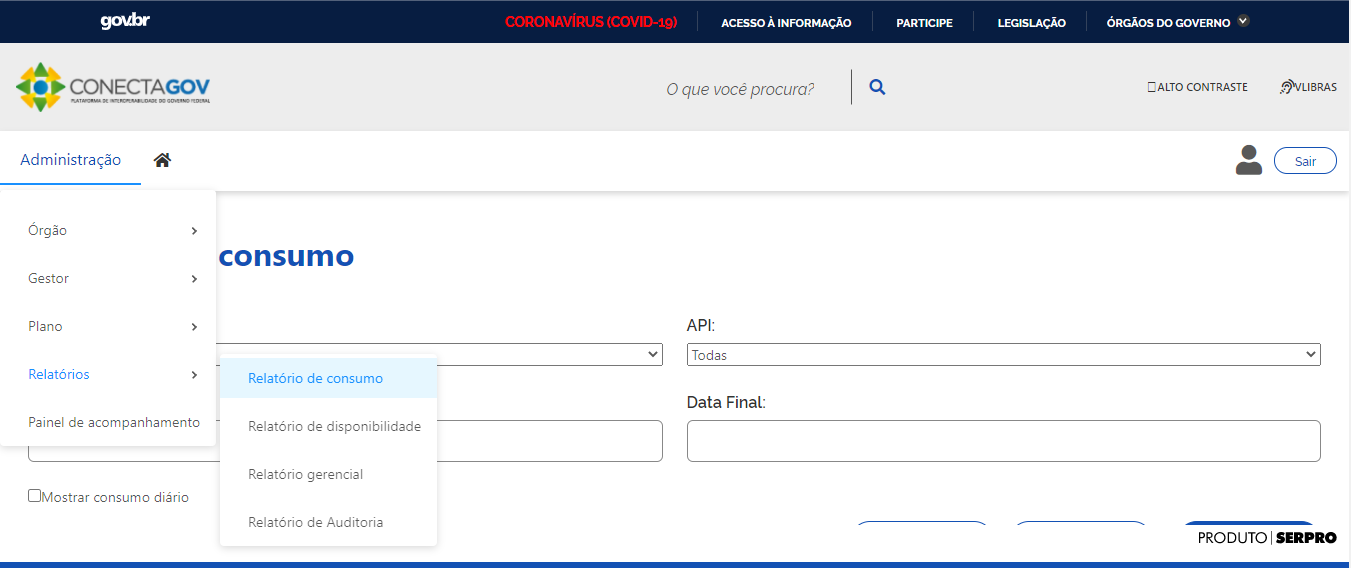 gov.br
CORONAVÍRUS (COVID-19)
ACESSO À INFORMAÇÃO
PARTICIPE
LEGISLAÇÃO
ÓRGÃOS DO GOVERNO
CONECTAGOV
PLATAFORMA DE INTEROPERABILIDADE DO GOVERNO FEDERAL
O que você procura?
ALTO CONTRASTE
VLIBRAS
Administração
Sair
Órgão
Gestor
Plano
Relatórios
Painel de acompanhamento
consumo
API:
Todas
Relatório de consumo
Relatório de disponibilidade
Relatório gerencial
Relatório de Auditoria
Data Final:
Mostrar consumo diário
PRODUTO | SERPRO